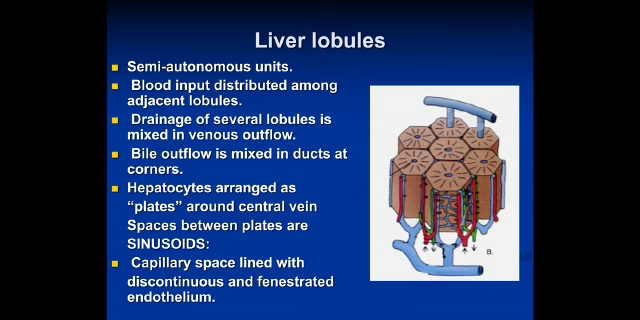 Liver lobules
Semi-autonomous units.
Blood input distributed among
adjacent lobules.
Drainage of several lobules is
mixed in venous outflow.
Bile outflow is mixed in ducts at
corners.
Hepatocytes arranged as
“plates” around central vein
Spaces between plates are
SINUSOIDS:
Capillary space lined with
discontinuous and fenestrated
endothelium.
B.